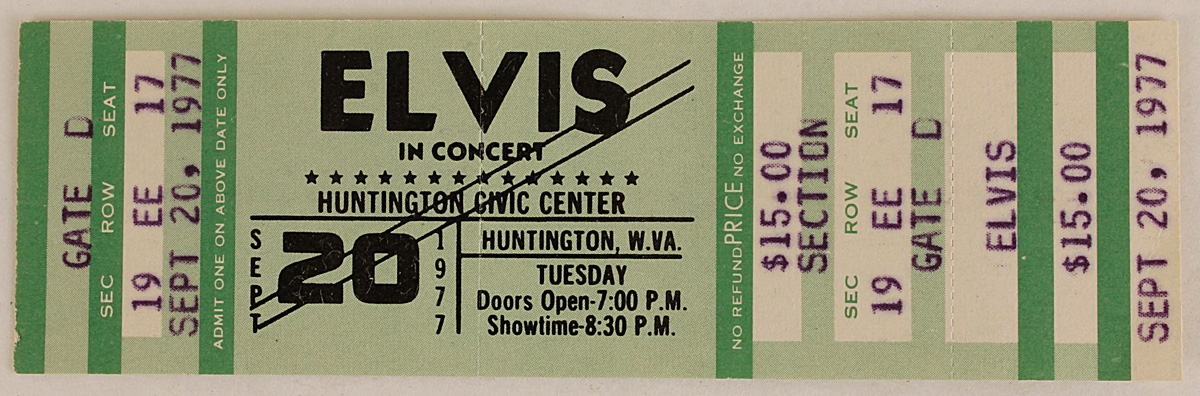 GATE D
SEC ROW SEAT
19 EE 17
SEPT 20, 1977
ADMIT ONE ON ABOVE DATE ONLY
ELVIS
IN CONCERT
HUNTINGTON CIVIC CENTER
SEPT
20
1977
HUNTINGTON, W.VA.
TUESDAY
Doors Open-7:00 P.M.
Showtime-8:30 P.M.
NO REFUND PRICE NO EXCHANGE
$15.00
SECTION
SEC ROW SEAT
19 EE 17
GATE D
ELVIS
$15.00
SEPT 20, 1977